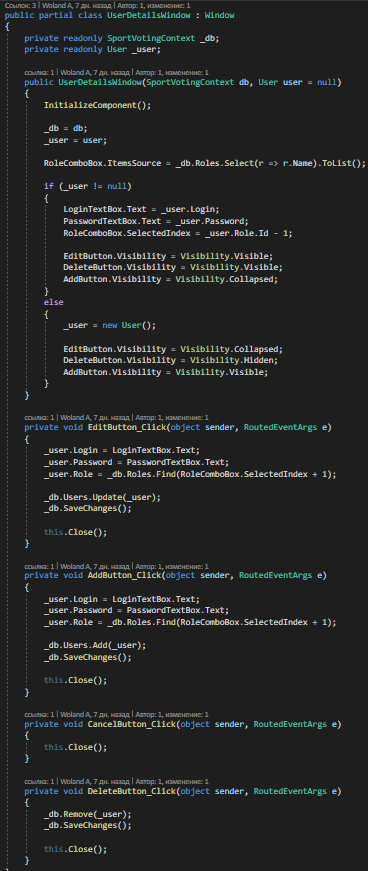 Ссылок: 3 | Woland A, 7 дн. назад | Автор: 1, изменение: 1
public partial class UserDetailsWindow : Window
{
    private readonly SportVotingContext _db;
    private readonly User _user;
    ссылка: 1 | Woland A, 7 дн. назад | Автор: 1, изменение: 1
    public UserDetailsWindow(SportVotingContext db, User user = null)
    {
        InitializeComponent();
        _db = db;
        _user = user;
        RoleComboBox.ItemsSource = _db.Roles.Select(r => r.Name).ToList();
        if (_user != null)
        {
            LoginTextBox.Text = _user.Login;
            PasswordTextBox.Text = _user.Password;
            RoleComboBox.SelectedIndex = _user.Role.Id - 1;
            EditButton.Visibility = Visibility.Visible;
            DeleteButton.Visibility = Visibility.Visible;
            AddButton.Visibility = Visibility.Collapsed;
        }
        else
        {
            _user = new User();
            EditButton.Visibility = Visibility.Collapsed;
            DeleteButton.Visibility = Visibility.Hidden;
            AddButton.Visibility = Visibility.Visible;
        }
    }
    ссылка: 1 | Woland A, 7 дн. назад | Автор: 1, изменение: 1
    private void EditButton_Click(object sender, RoutedEventArgs e)
    {
        _user.Login = LoginTextBox.Text;
        _user.Password = PasswordTextBox.Text;
        _user.Role = _db.Roles.Find(RoleComboBox.SelectedIndex + 1);
        _db.Users.Update(_user);
        _db.SaveChanges();
        this.Close();
    }
    ссылка: 1 | Woland A, 7 дн. назад | Автор: 1, изменение: 1
    private void AddButton_Click(object sender, RoutedEventArgs e)
    {
        _user.Login = LoginTextBox.Text;
        _user.Password = PasswordTextBox.Text;
        _user.Role = _db.Roles.Find(RoleComboBox.SelectedIndex + 1);
        _db.Users.Add(_user);
        _db.SaveChanges();
        this.Close();
    }
    ссылка: 1 | Woland A, 7 дн. назад | Автор: 1, изменение: 1
    private void CancelButton_Click(object sender, RoutedEventArgs e)
    {
        this.Close();
    }
    ссылка: 1 | Woland A, 7 дн. назад | Автор: 1, изменение: 1
    private void DeleteButton_Click(object sender, RoutedEventArgs e)
    {
        _db.Remove(_user);
        _db.SaveChanges();
        this.Close();
    }